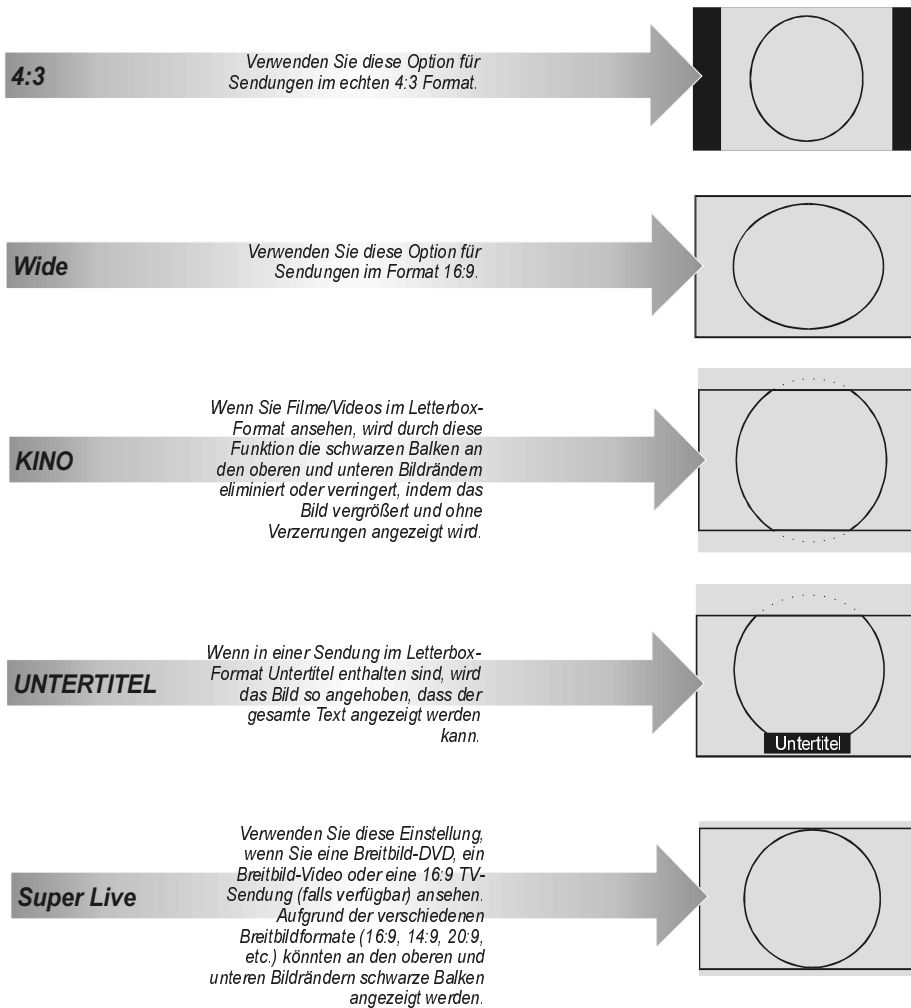 4:3
Verwenden Sie diese Option für
Sendungen im echten 4:3 Format.
Wide
Verwenden Sie diese Option für
Sendungen im Format 16:9.
KINO
Wenn Sie Filme/Videos im Letterbox-
Format ansehen, wird durch diese
Funktion die schwarzen Balken an
den oberen und unteren Bildrändern
eliminiert oder verringert, indem das
Bild vergrößert und ohne
Verzerrungen angezeigt wird.
UNTERTITEL
Wenn in einer Sendung im Letterbox-
Format Untertitel enthalten sind, wird
das Bild so angehoben, dass der
gesamte Text angezeigt werden
kann.
Untertitel
Super Live
Verwenden Sie diese Einstellung,
wenn Sie eine Breitbild-DVD, ein
Breitbild-Video oder eine 16:9 TV-
Sendung (falls verfügbar) ansehen.
Aufgrund der verschiedenen
Breitbildformate (16:9, 14:9, 20:9,
etc.) könnten an den oberen und
unteren Bildrändern schwarze Balken
angezeigt werden.